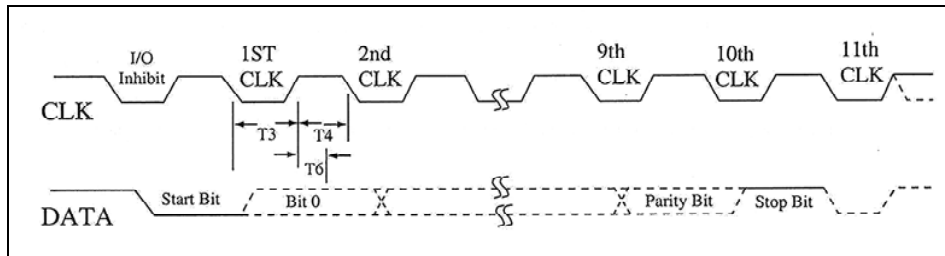 I/O
Inhibit
1ST
CLK
2nd
CLK
9th
CLK
10th
CLK
11th
CLK
CLK
T3
T4
T6
Start Bit
Bit 0
Parity Bit
Stop Bit
DATA